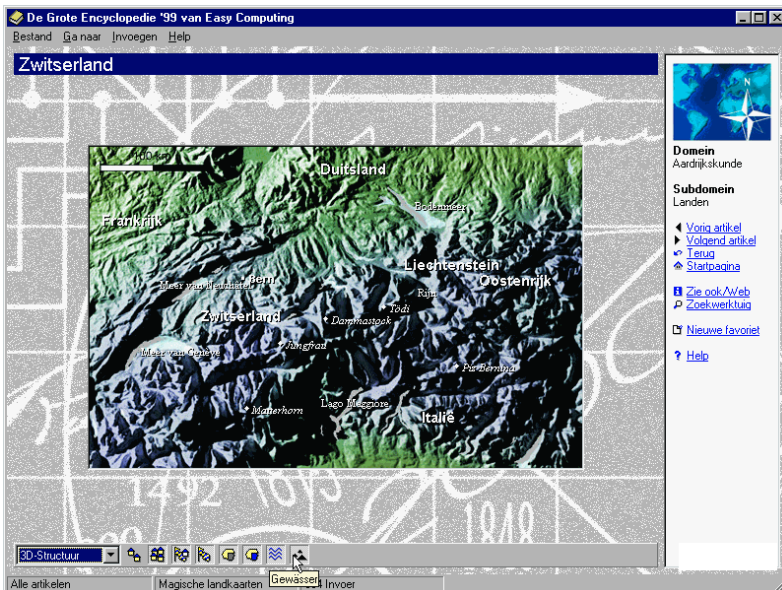 De Grote Encyclopedie '99 van Easy Computing
Bestand Ga naar Invoegen Help
Zwitserland
100 km
Duitsland
Bodenmeer
Frankrijk
Liechtenstein
Bern
Oostenrijk
Meer van Neuchâtel
Rijn
Tödi
Zwitserland
Dammastock
Jungfrau
Meer van Genève
Piz Bernina
Lago Maggiore
Matterhorn
Italië
1492
1848
N
Domein
Aardrijkskunde
Subdomein
Landen
Vorig artikel
Volgend artikel
Terug
Startpagina
Zie ook/Web
Zoekwerktuig
Nieuwe favoriet
? Help
3D-Structuur
Gewässer
Alle artikelen
Magische landkaarten
Invoer